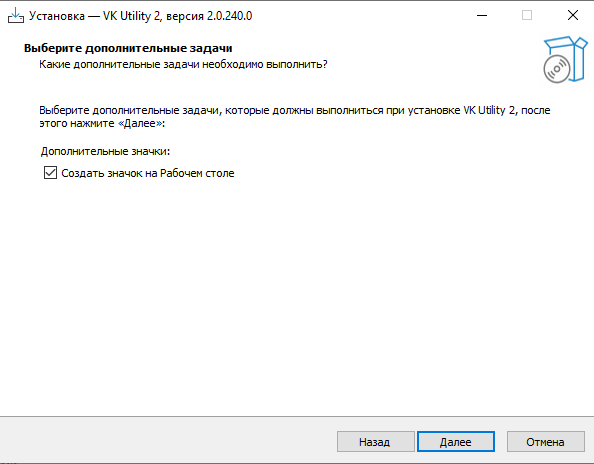 Установка — VK Utility 2, версия 2.0.240.0
Выберите дополнительные задачи
Какие дополнительные задачи необходимо выполнить?
Выберите дополнительные задачи, которые должны выполниться при установке VK Utility 2, после
этого нажмите «Далее»:
Дополнительные значки:
Создать значок на Рабочем столе
Назад
Далее
Отмена